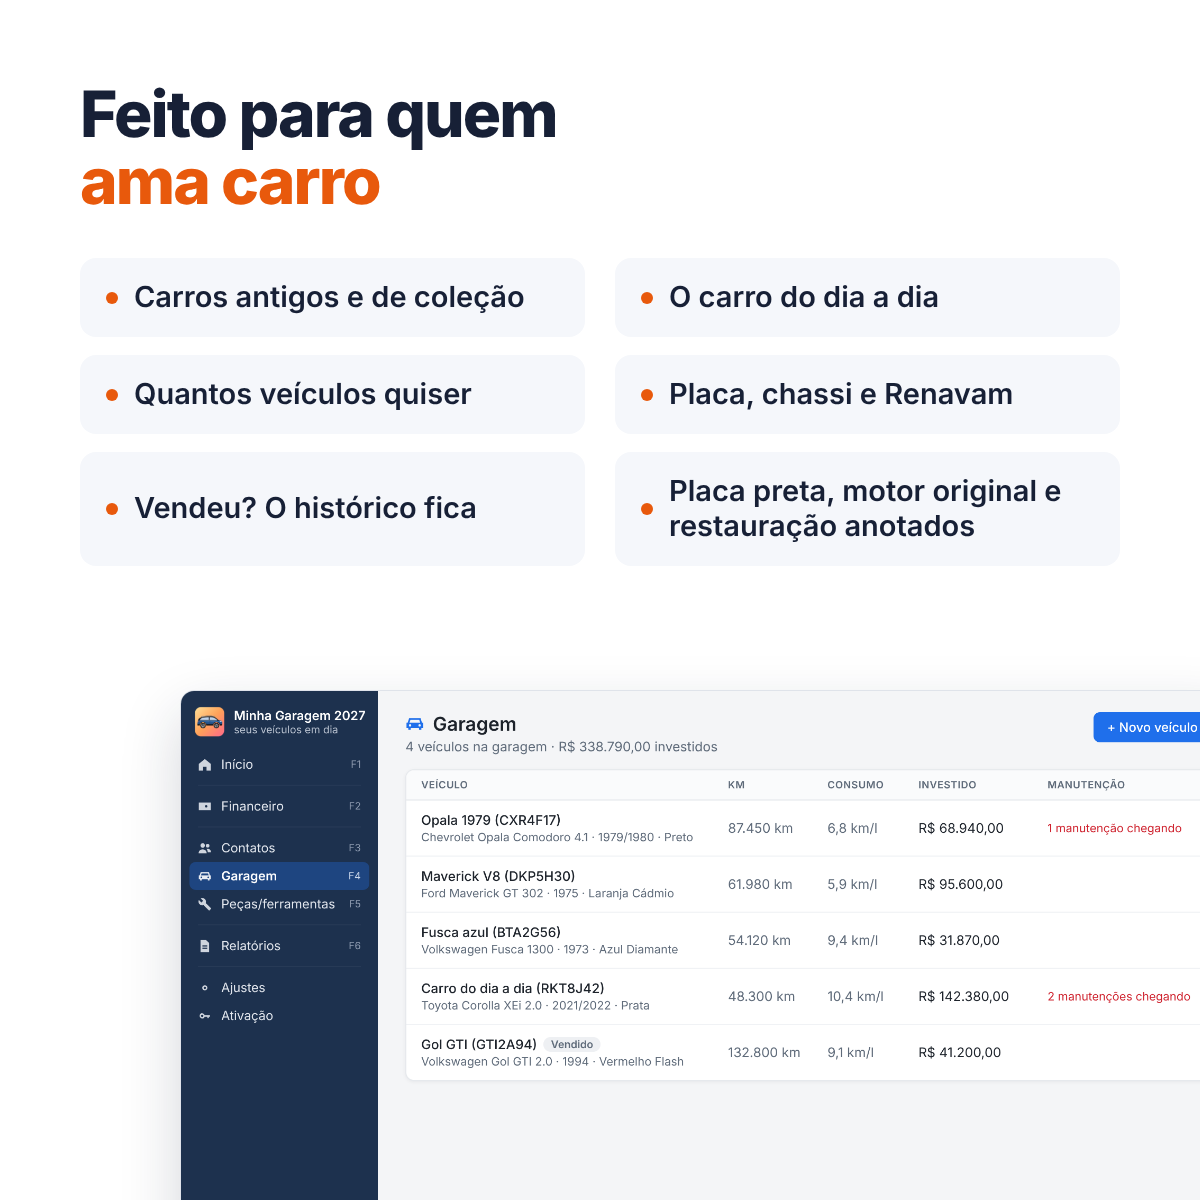 Feito para quem
ama carro
Carros antigos e de coleção
O carro do dia a dia
Quantos veículos quiser
Placa, chassi e Renavam
Vendeu? O histórico fica
Placa preta, motor original e
restauração anotados
Minha Garagem 2027
seus veículos em dia
Início F1
Financeiro F2
Contatos F3
Garagem F4
Peças/ferramentas F5
Relatórios F6
Ajustes
Ativação
Garagem
4 veículos na garagem · R$ 338.790,00 investidos
+ Novo veículo
VEÍCULO KM CONSUMO INVESTIDO MANUTENÇÃO
Opala 1979 (CXR4F17)
Chevrolet Opala Comodoro 4.1 · 1979/1980 · Preto
87.450 km 6,8 km/l R$ 68.940,00 1 manutenção chegando
Maverick V8 (DKP5H30)
Ford Maverick GT 302 · 1975 · Laranja Cádmio
61.980 km 5,9 km/l R$ 95.600,00
Fusca azul (BTA2G56)
Volkswagen Fusca 1300 · 1973 · Azul Diamante
54.120 km 9,4 km/l R$ 31.870,00
Carro do dia a dia (RKT8J42)
Toyota Corolla XEi 2.0 · 2021/2022 · Prata
48.300 km 10,4 km/l R$ 142.380,00 2 manutenções chegando
Gol GTI (GTI2A94) Vendido
Volkswagen Gol GTI 2.0 · 1994 · Vermelho Flash
132.800 km 9,1 km/l R$ 41.200,00